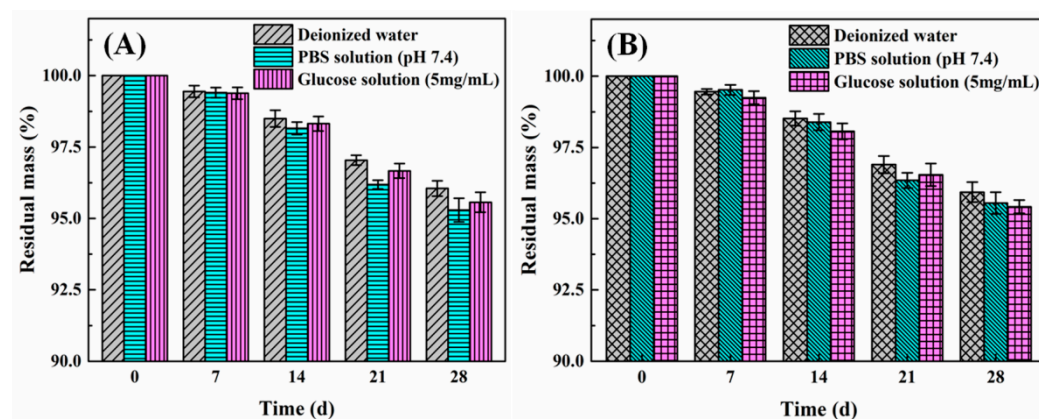 (A)
Deionized water
PBS solution (pH 7.4)
Glucose solution (5mg/mL)
Residual mass (%)
100.0
97.5
95.0
92.5
90.0
0 7 14 21 28
Time (d)
(B)
Deionized water
PBS solution (pH 7.4)
Glucose solution (5mg/mL)
Residual mass (%)
100.0
97.5
95.0
92.5
90.0
0 7 14 21 28
Time (d)